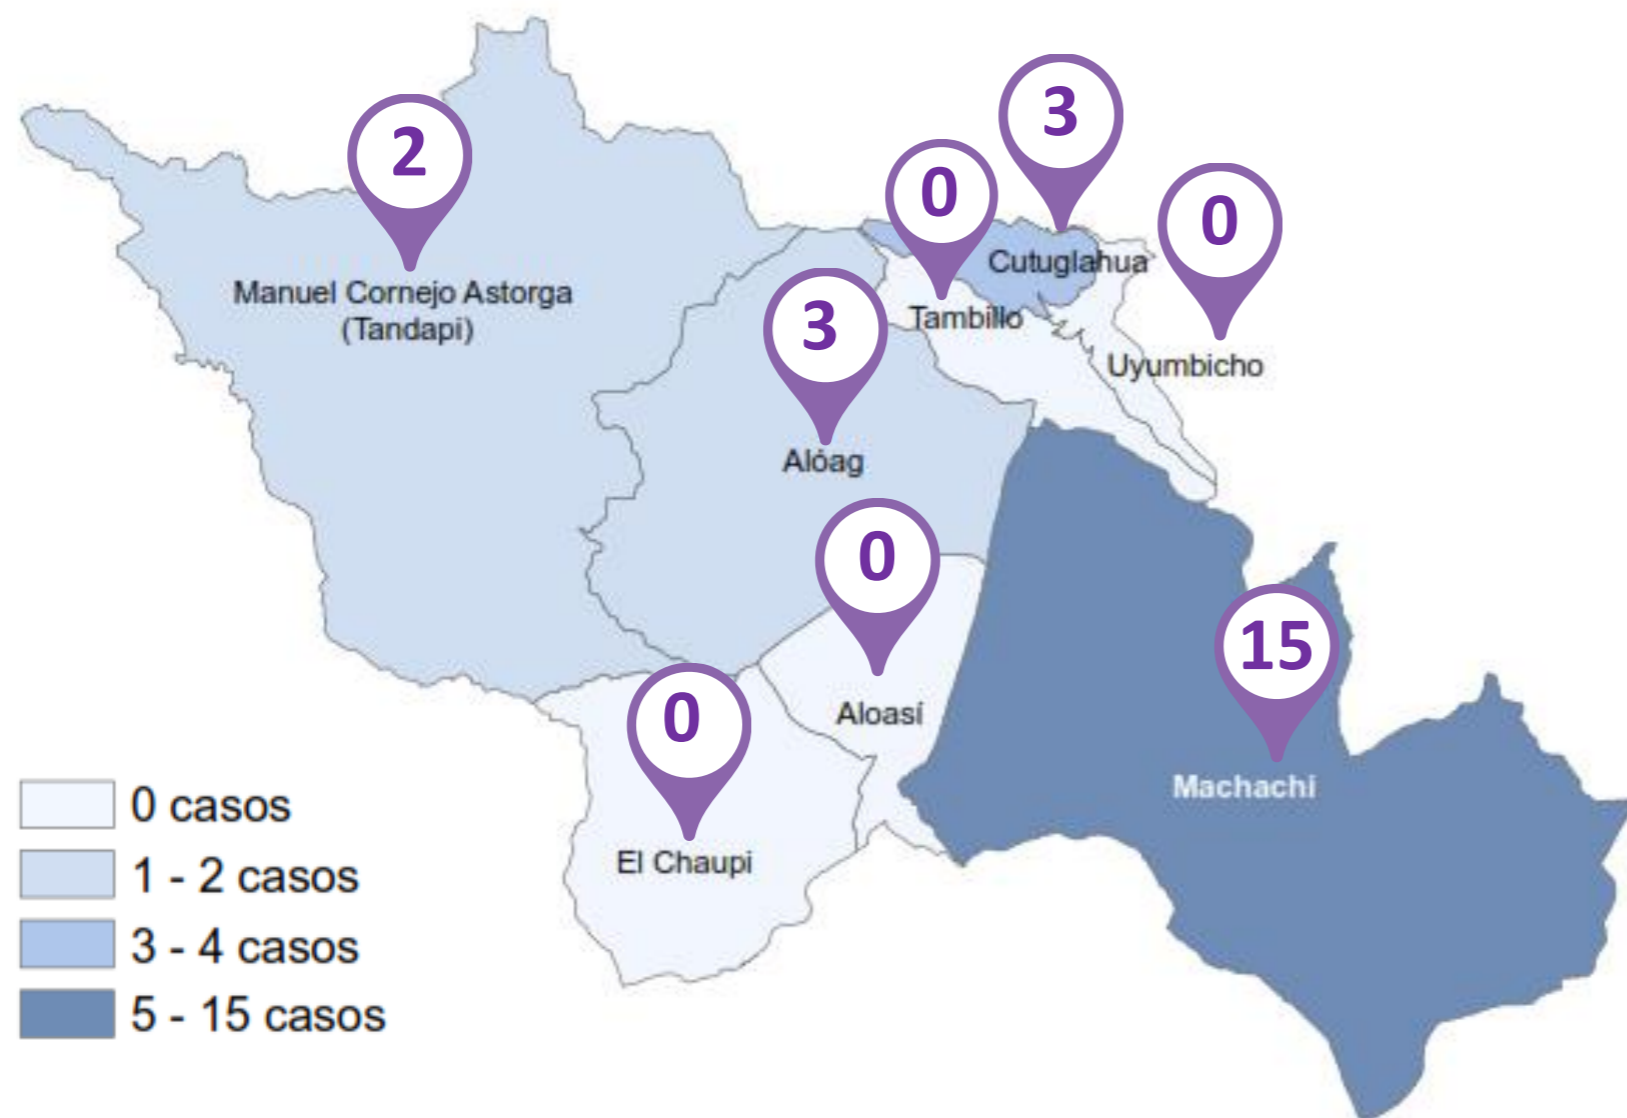 3
2
0
0
Cutuglahua
Manuel Cornejo Astorga
(Tandapi)
3
Tambillo
Uyumbicho
Alóag
0
15
0
Aloasí
Machachi
El Chaupi
0 casos
1 - 2 casos
3 - 4 casos
5 - 15 casos